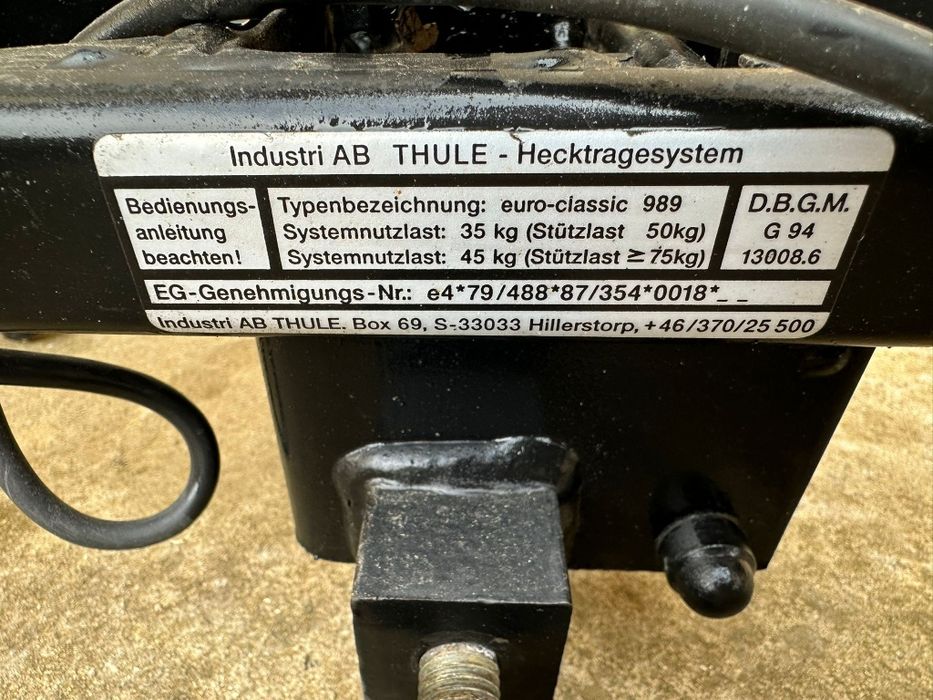 Industri AB THULE - Hecktragesystem
Bedienungs-
anleitung
beachten!
Typenbezeichnung: euro-classic 989
Systemnutzlast: 35 kg (Stützlast 50kg)
Systemnutzlast: 45 kg (Stützlast ≥ 75kg)
D.B.G.M.
G 94
13008.6
EG-Genehmigungs-Nr.: e4*79/488*87/354*0018*_ _
Industri AB THULE. Box 69, S-33033 Hillerstorp, +46/370/25 500